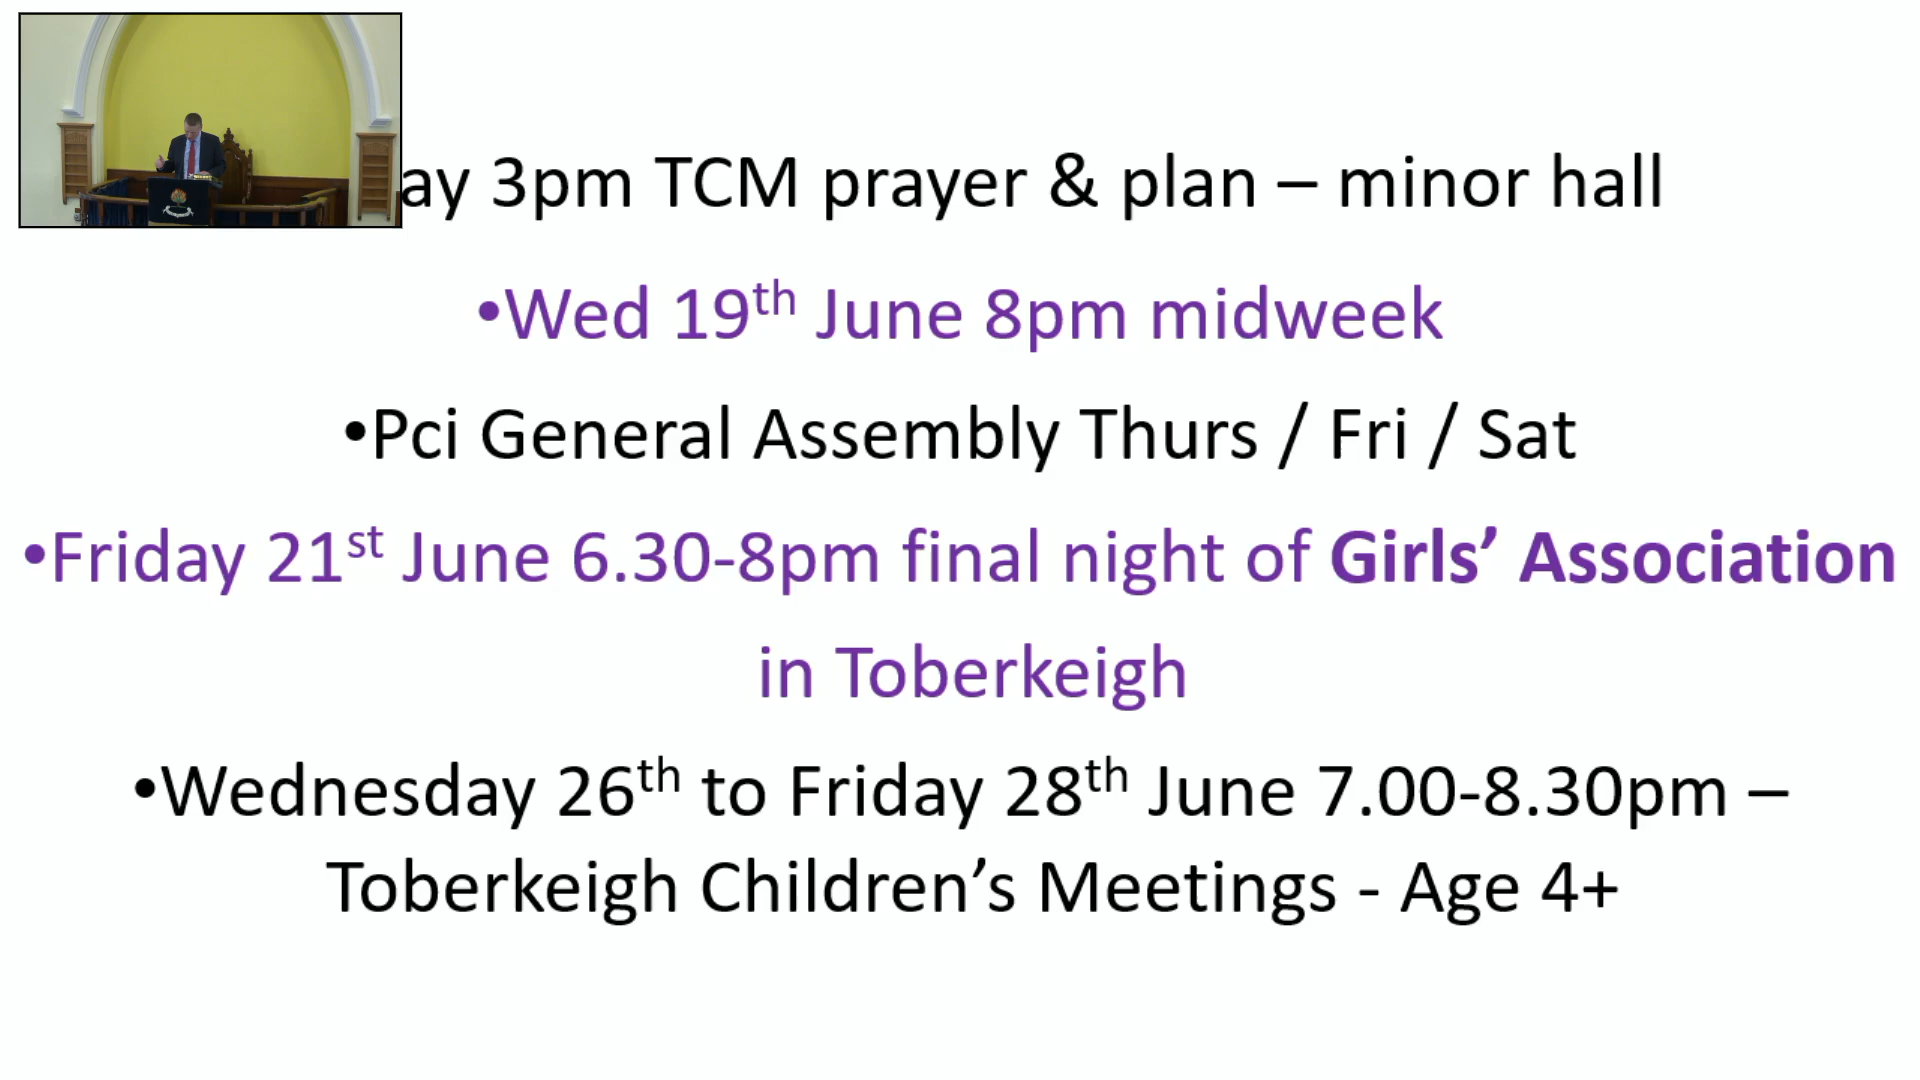 ay 3pm TCM prayer & plan – minor hall
•Wed 19th June 8pm midweek
•Pci General Assembly Thurs / Fri / Sat
•Friday 21st June 6.30-8pm final night of Girls’ Association
in Toberkeigh
•Wednesday 26th to Friday 28th June 7.00-8.30pm –
Toberkeigh Children’s Meetings - Age 4+